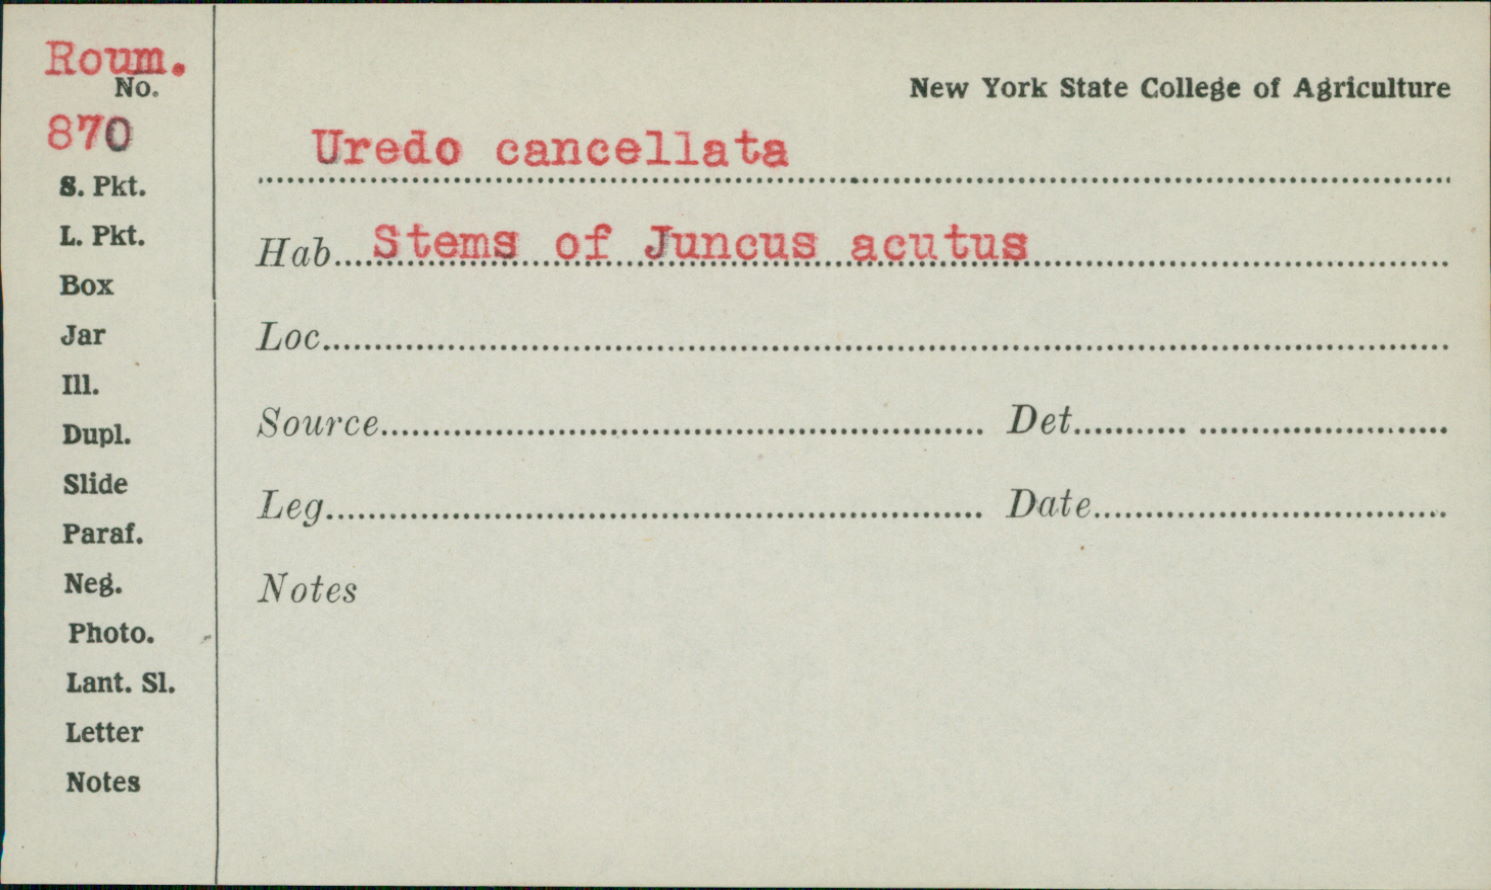 Roum.
No.
870
S. Pkt.
L. Pkt.
Box
Jar
Ill.
Dupl.
Slide
Paraf.
Neg.
Photo.
Lant. Sl.
Letter
Notes
New York State College of Agriculture
Uredo cancellata
Hab. Stems of Juncus acutus
Loc.
Source Det.
Leg. Date
Notes